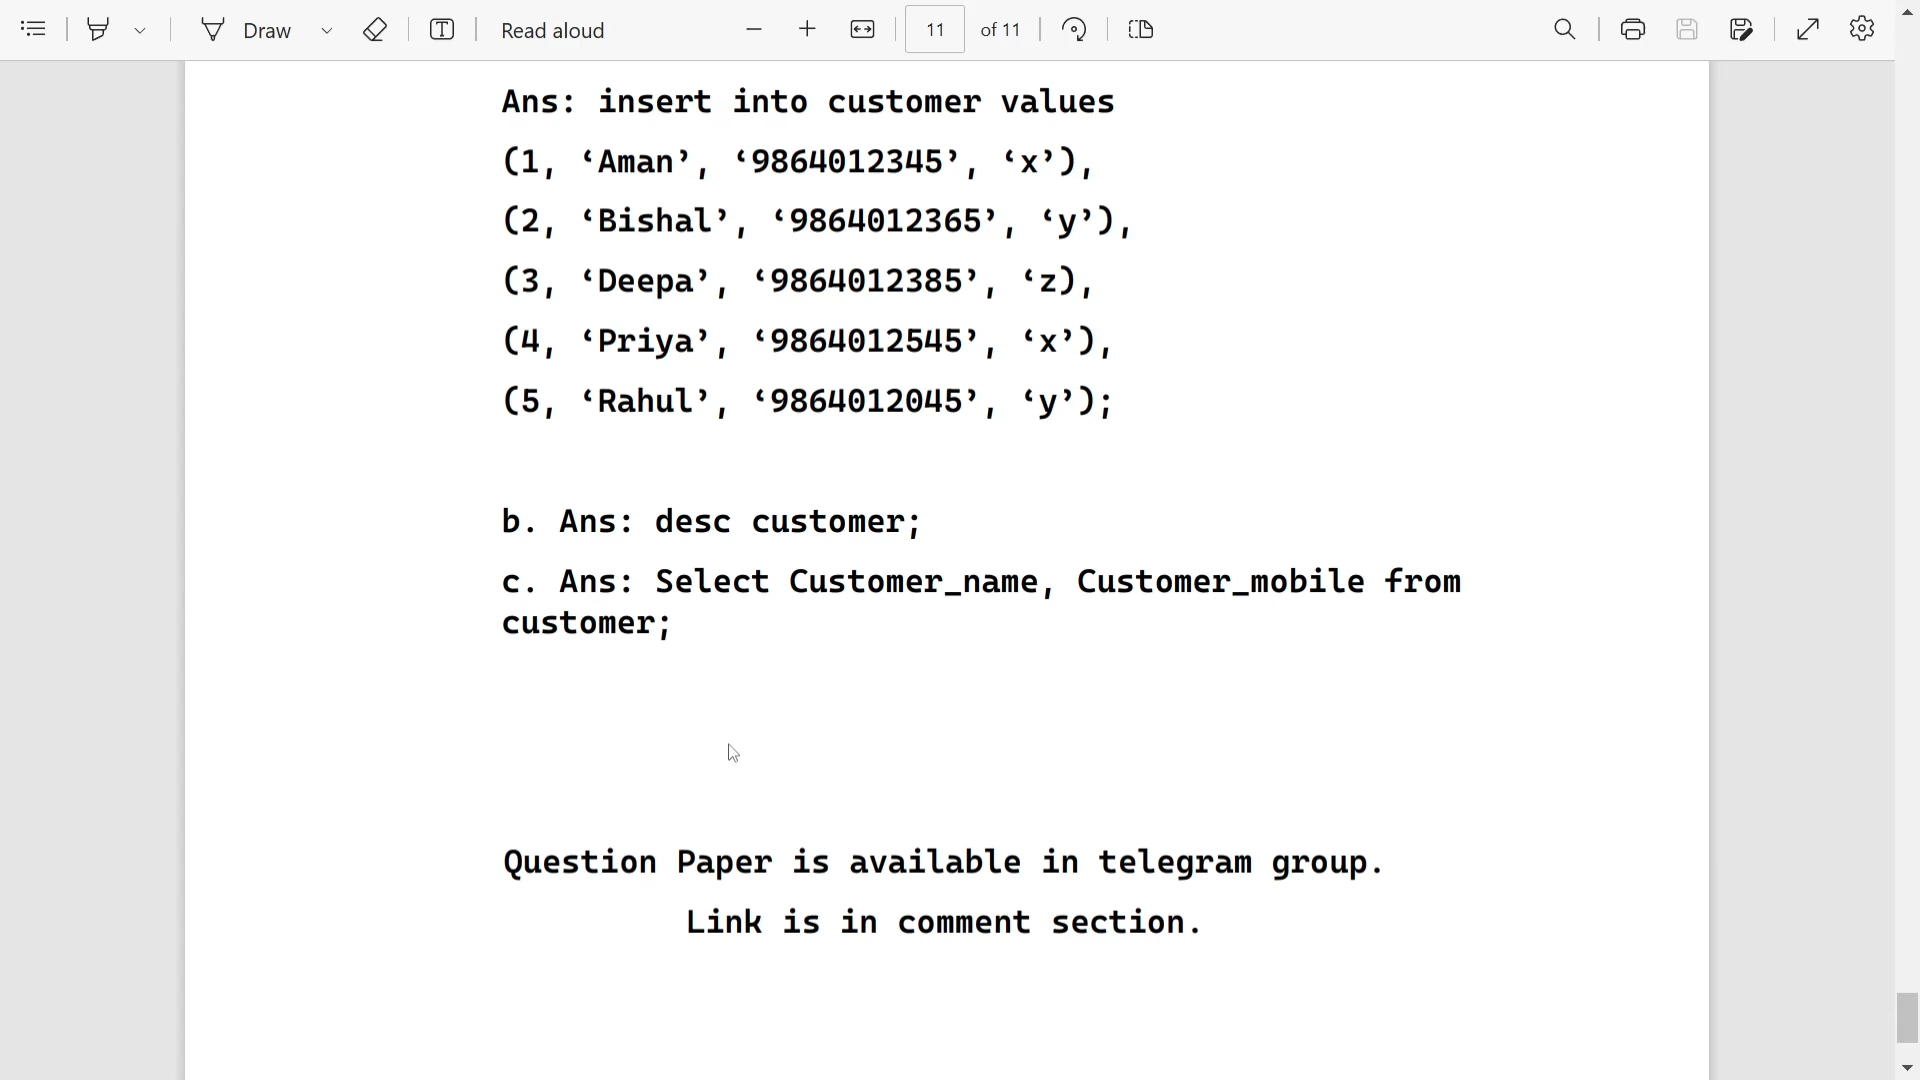 Draw
Read aloud
11
of 11
Ans: insert into customer values
(1, ‘Aman’, ‘9864012345’, ‘x’),
(2, ‘Bishal’, ‘9864012365’, ‘y’),
(3, ‘Deepa’, ‘9864012385’, ‘z),
(4, ‘Priya’, ‘9864012545’, ‘x’),
(5, ‘Rahul’, ‘9864012045’, ‘y’);
b. Ans: desc customer;
c. Ans: Select Customer_name, Customer_mobile from
customer;
Question Paper is available in telegram group.
Link is in comment section.